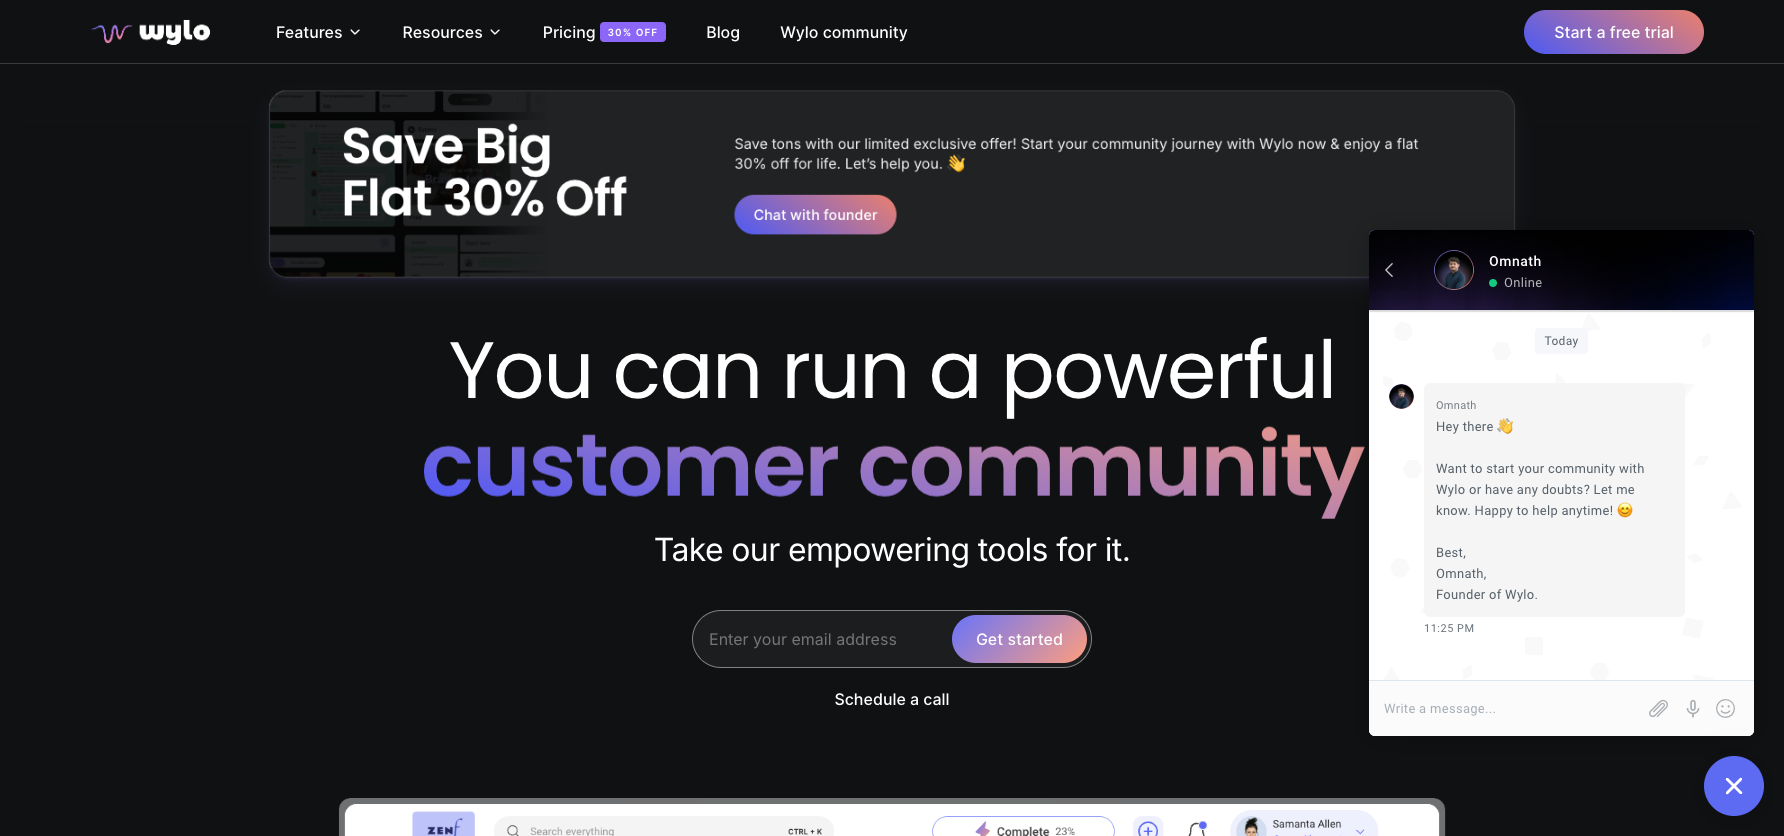 wylo
Features
Resources
Pricing 30% OFF
Blog
Wylo community
Start a free trial
Save Big
Flat 30% Off
Save tons with our limited exclusive offer! Start your community journey with Wylo now & enjoy a flat
30% off for life. Let's help you. 👋
Chat with founder
You can run a powerful
customer community
Take our empowering tools for it.
Enter your email address
Get started
Schedule a call
Omnath
Online
Today
Omnath
Hey there 👋
Want to start your community with
Wylo or have any doubts? Let me
know. Happy to help anytime! 😊
Best,
Omnath,
Founder of Wylo.
11:25 PM
Write a message...
ZENf
Search everything
CTRL + K
Complete 23%
Samanta Allen